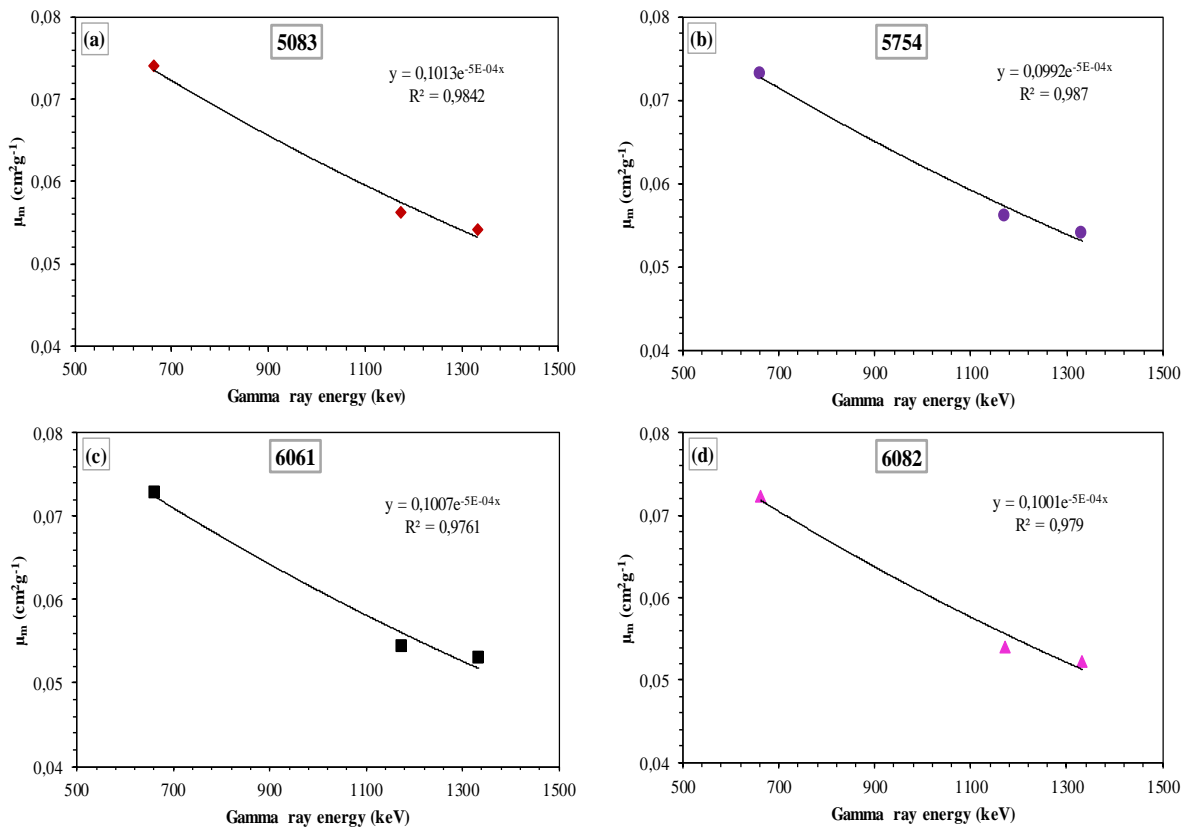 (a)
5083
y = 0,1013e^-5E-04x
R² = 0,9842
0,08
0,07
0,06
0,05
0,04
μm (cm²g⁻¹)
500 700 900 1100 1300 1500
Gamma ray energy (kev)
(b)
5754
y = 0,0992e^-5E-04x
R² = 0,987
0,08
0,07
0,06
0,05
0,04
μm (cm²g⁻¹)
500 700 900 1100 1300 1500
Gamma ray energy (keV)
(c)
6061
y = 0,1007e^-5E-04x
R² = 0,9761
0,08
0,07
0,06
0,05
0,04
μm (cm²g⁻¹)
500 700 900 1100 1300 1500
Gamma ray energy (keV)
(d)
6082
y = 0,1001e^-5E-04x
R² = 0,979
0,08
0,07
0,06
0,05
0,04
μm (cm²g⁻¹)
500 700 900 1100 1300 1500
Gamma ray energy (keV)